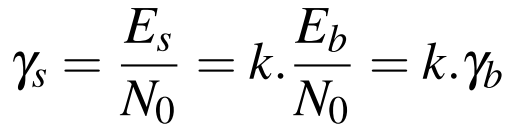 γ_s = E_s / N_0 = k. E_b / N_0 = k.γ_b